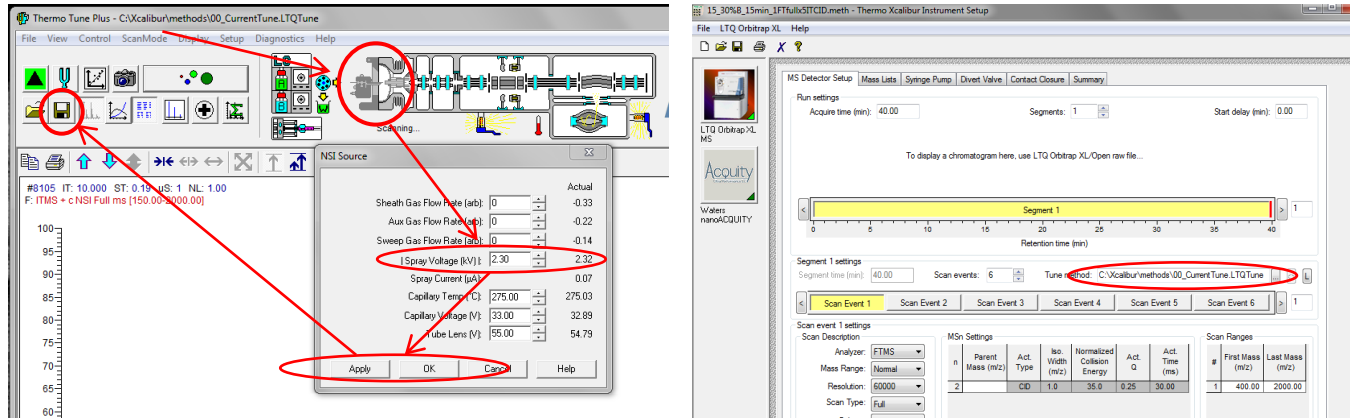 Thermo Tune Plus - C:\Xcalibur\methods\00_CurrentTune.LTQTune
File View Control ScanMode Display Setup Diagnostics Help
LC
A
B
Scanning...
#8105 IT: 10.000 ST: 0.19 uS: 1 NL: 1.00
F: ITMS + c NSI Full ms [150.00-2000.00]
100
95
90
85
80
75
70
65
60
NSI Source
Actual
Sheath Gas Flow Rate (arb): 0 -0.33
Aux Gas Flow Rate (arb): 0 -0.22
Sweep Gas Flow Rate (arb): 0 -0.14
| Spray Voltage (kV) |: 2.30 2.32
Spray Current (µA): 0.07
Capillary Temp (°C): 275.00 275.03
Capillary Voltage (V): 33.00 32.89
Tube Lens (V): 55.00 54.79
Apply OK Cancel Help
15_30%B_15min_1FTfullx5ITCID.meth - Thermo Xcalibur Instrument Setup
File LTQ Orbitrap XL Help
LTQ Orbitrap XL
MS
Acquity
Waters
nanoACQUITY
MS Detector Setup Mass Lists Syringe Pump Divert Valve Contact Closure Summary
Run settings
Acquire time (min): 40.00 Segments: 1 Start delay (min): 0.00
To display a chromatogram here, use LTQ Orbitrap XL/Open raw file...
< Segment 1 > 1
0 5 10 15 20 25 30 35 40
Retention time (min)
Segment 1 settings
Segment time (min): 40.00 Scan events: 6 Tune method: C:\Xcalibur\methods\00_CurrentTune.LTQTune ... L
< Scan Event 1 Scan Event 2 Scan Event 3 Scan Event 4 Scan Event 5 Scan Event 6 > 1
Scan event 1 settings
Scan Description MSn Settings Scan Ranges
Analyzer: FTMS
Mass Range: Normal
Resolution: 60000
Scan Type: Full
n Parent Mass (m/z) Act. Type Iso. Width (m/z) Normalized Collision Energy Act. Q Act. Time (ms)
2 CID 1.0 35.0 0.25 30.00
# First Mass (m/z) Last Mass (m/z)
1 400.00 2000.00